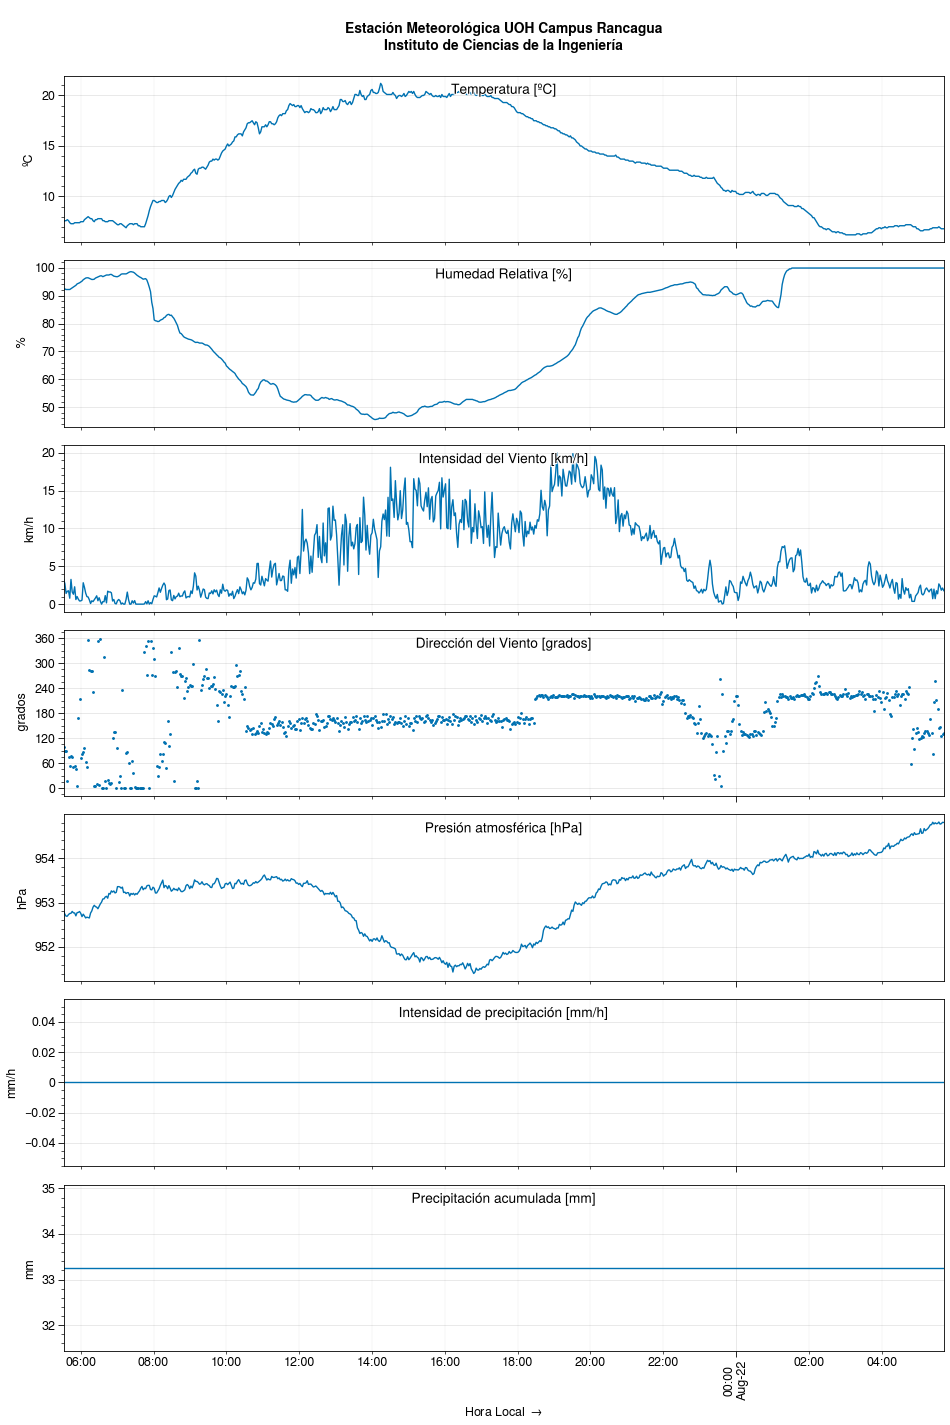 Estación Meteorológica UOH Campus Rancagua
Instituto de Ciencias de la Ingeniería
Temperatura [ºC]
20
15
10
ºC
Humedad Relativa [%]
100
90
80
70
60
50
%
Intensidad del Viento [km/h]
20
15
10
5
0
km/h
Dirección del Viento [grados]
360
300
240
180
120
60
0
grados
Presión atmosférica [hPa]
954
953
952
hPa
Intensidad de precipitación [mm/h]
0.04
0.02
0
−0.02
−0.04
mm/h
Precipitación acumulada [mm]
35
34
33
32
mm
06:00 08:00 10:00 12:00 14:00 16:00 18:00 20:00 22:00 00:00 02:00 04:00
Aug-22
Hora Local →